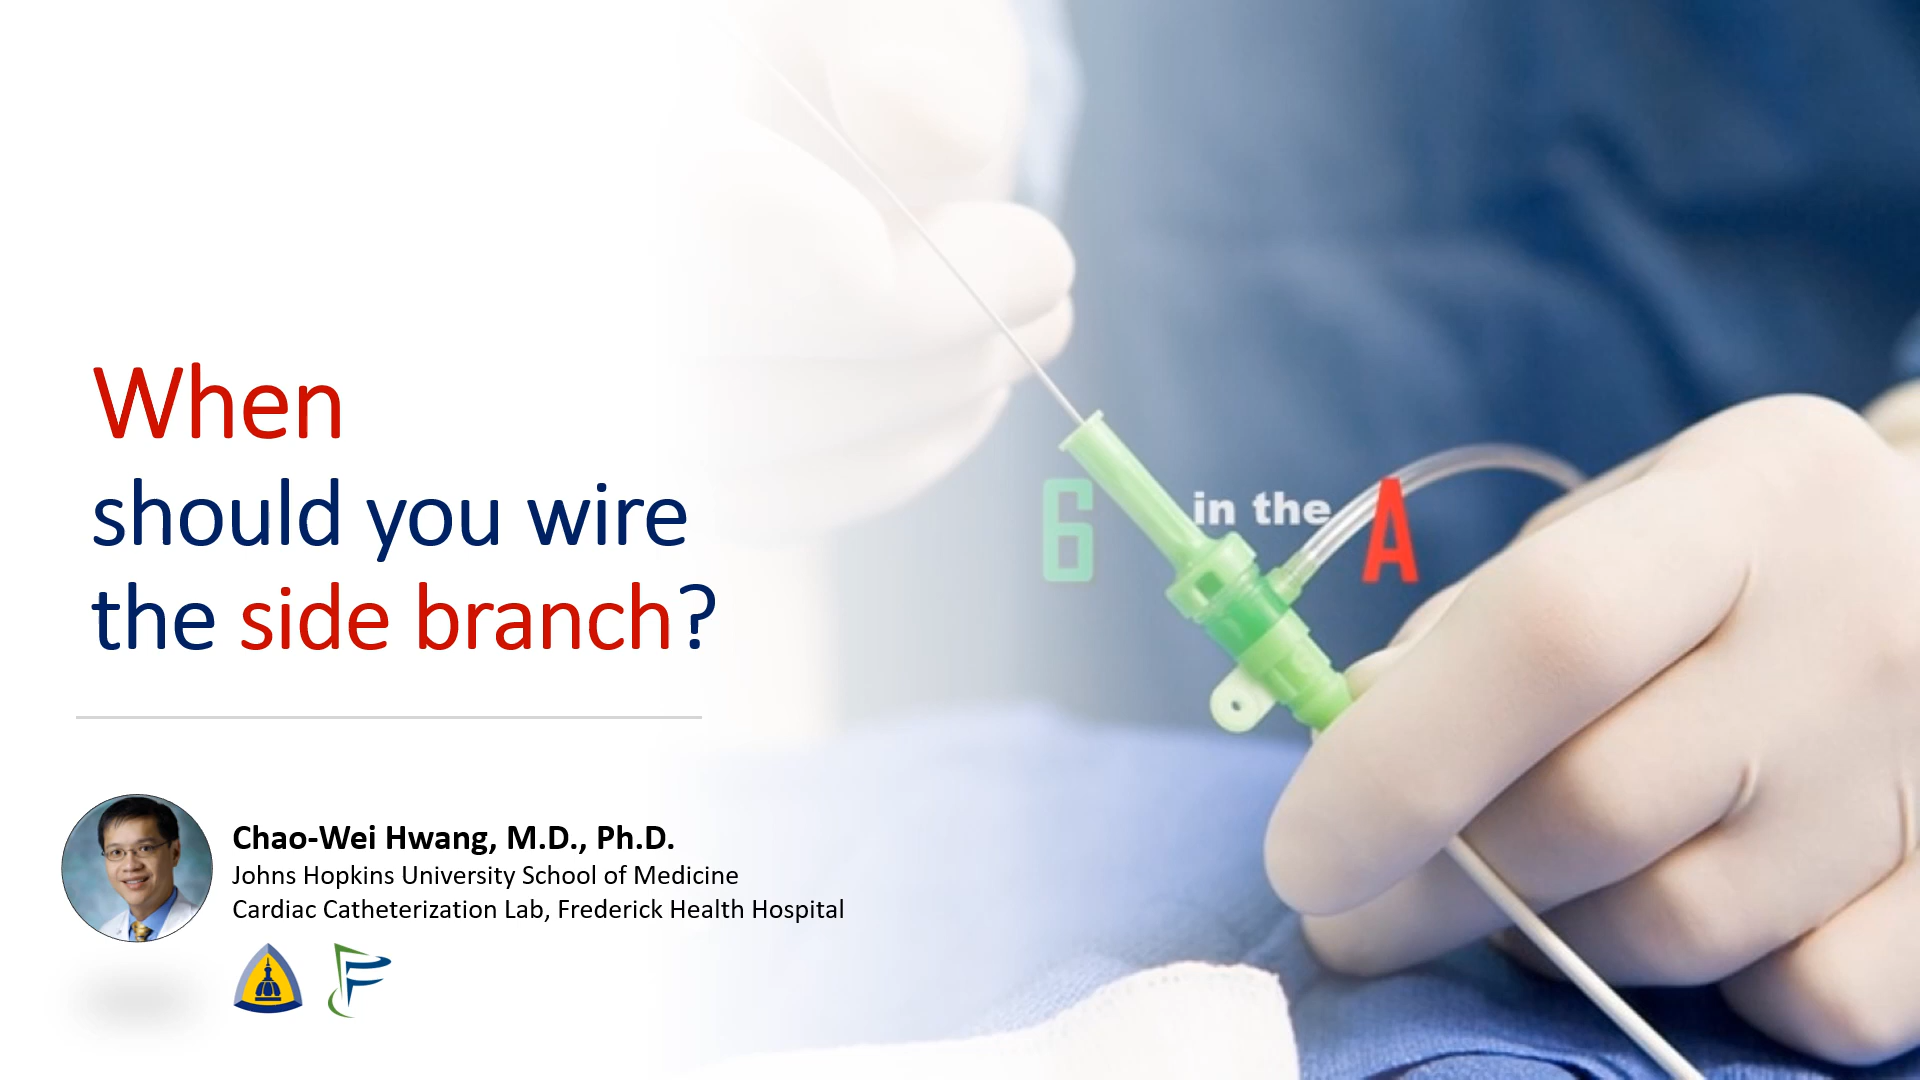 When
should you wire
the side branch?
6 in the A
Chao-Wei Hwang, M.D., Ph.D.
Johns Hopkins University School of Medicine
Cardiac Catheterization Lab, Frederick Health Hospital